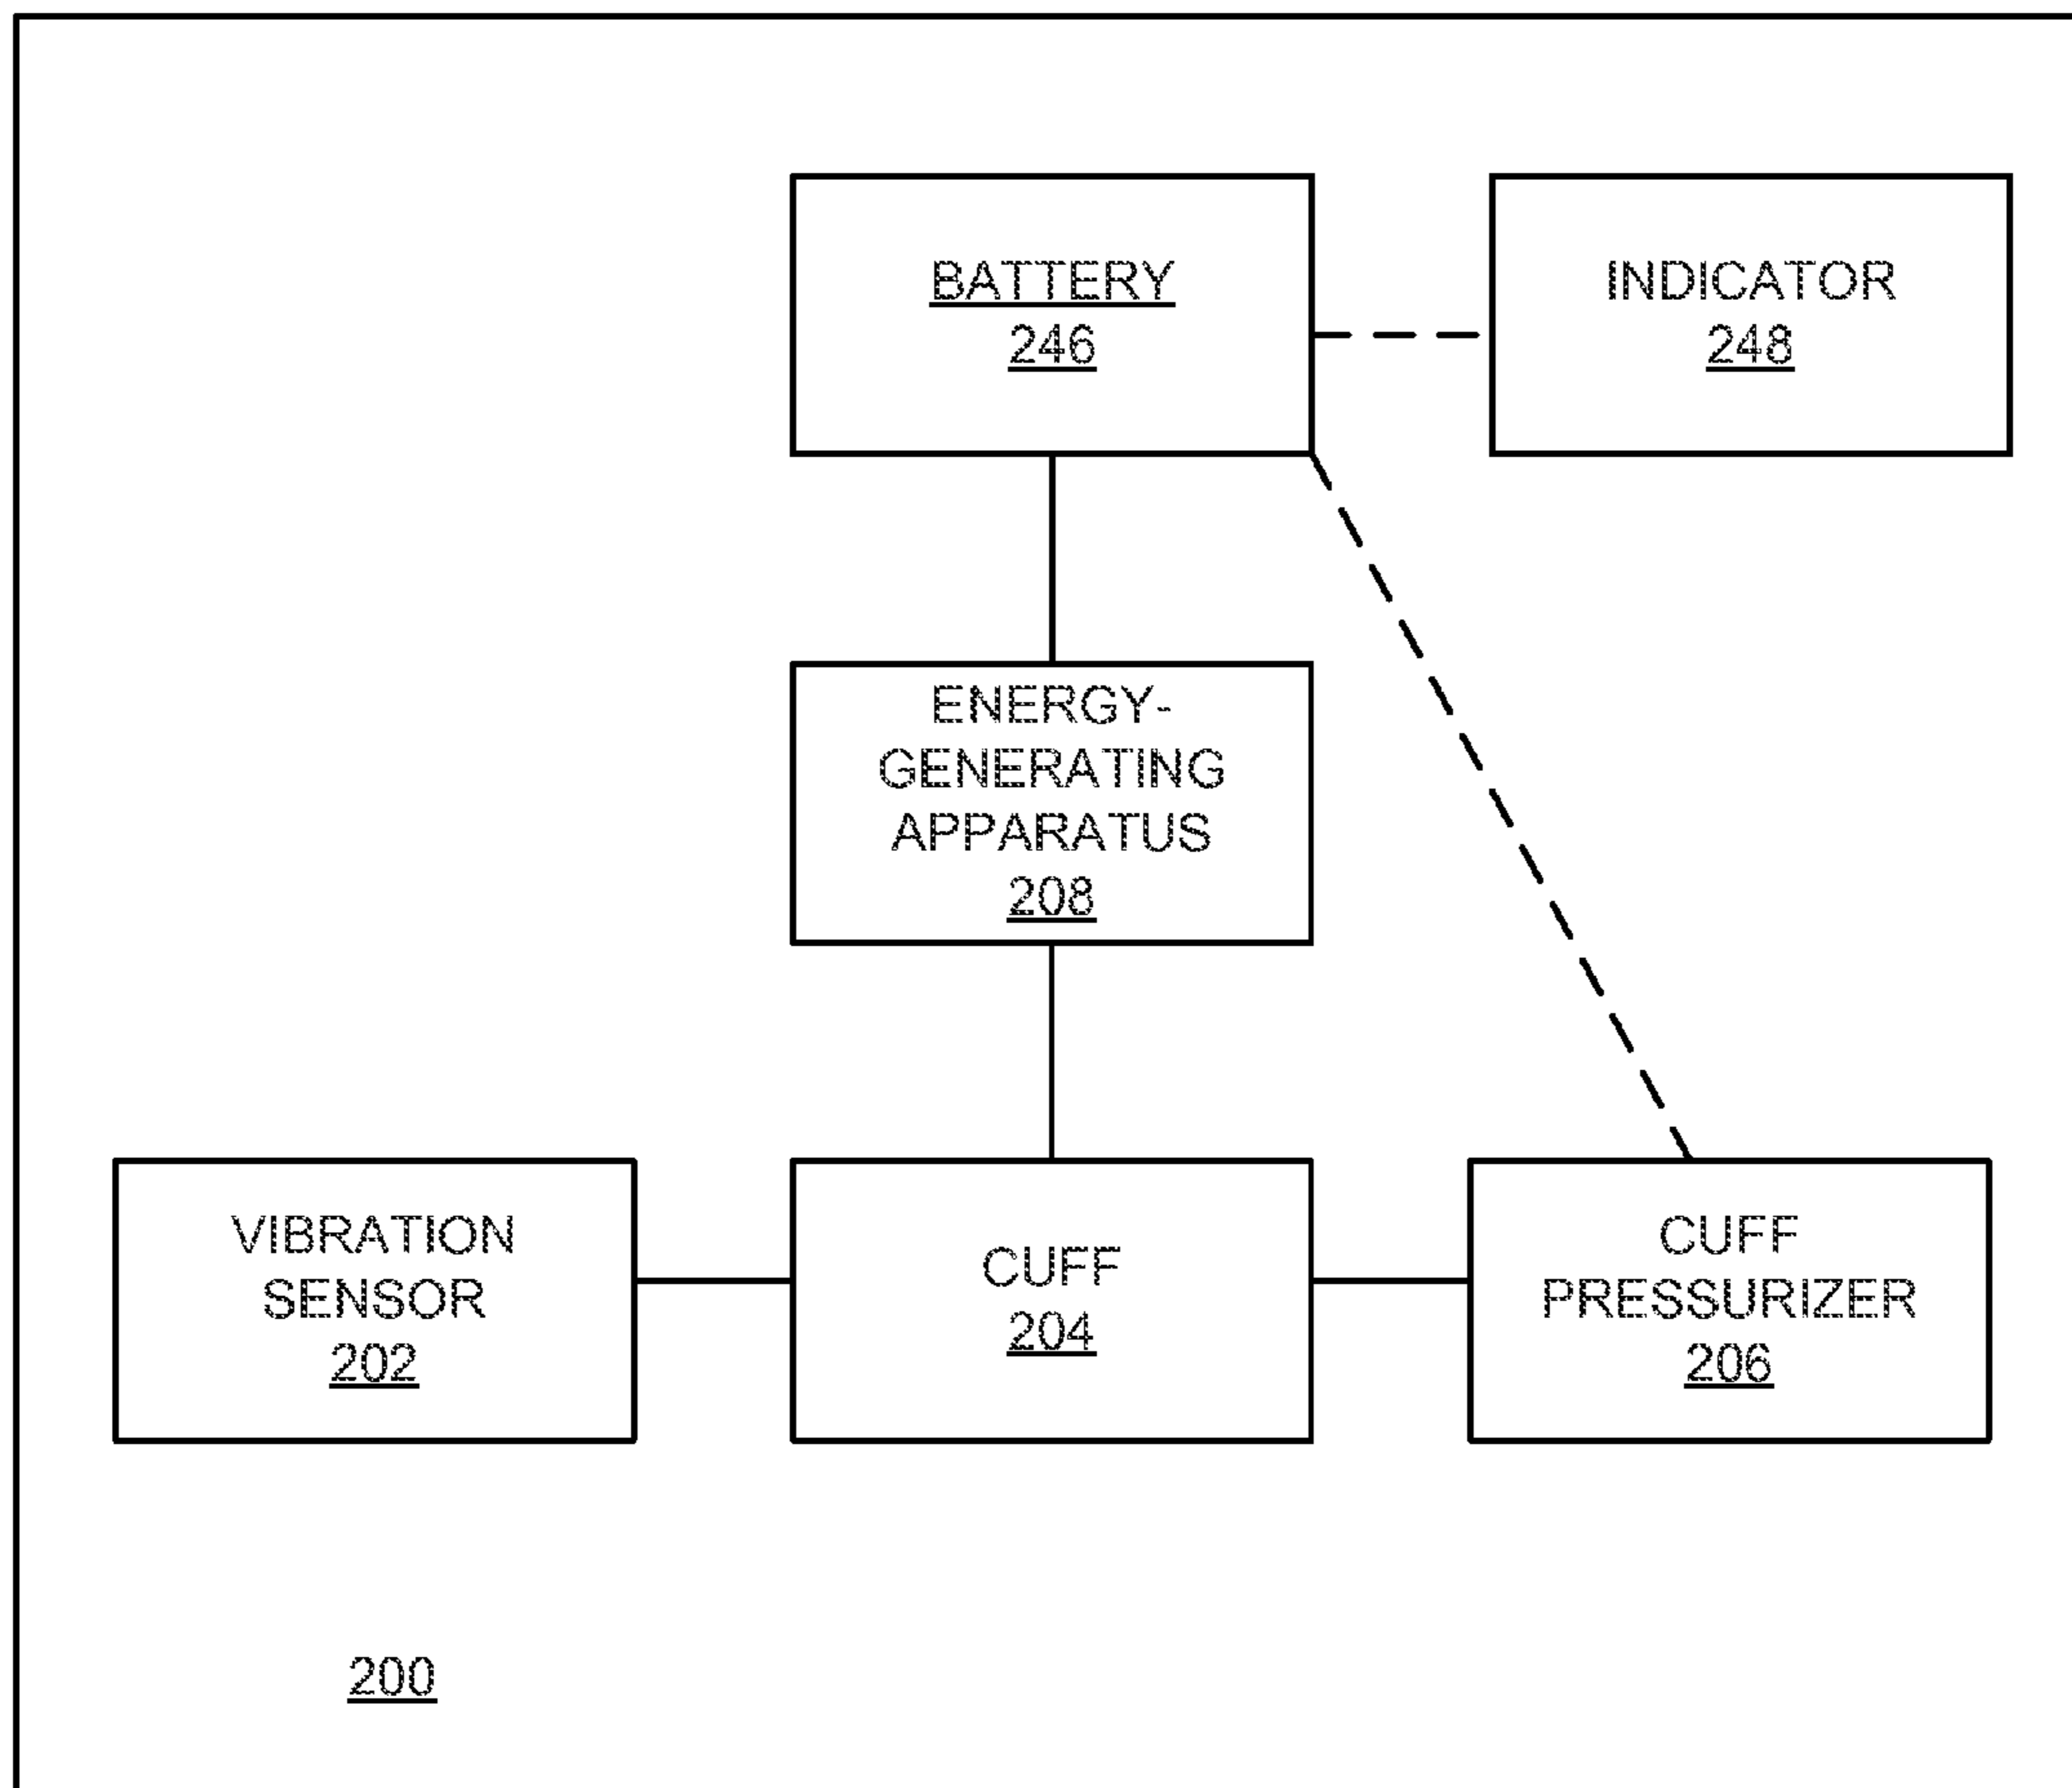 BATTERY
246
INDICATOR
248
ENERGY-
GENERATING
APPARATUS
208
VIBRATION
SENSOR
202
CUFF
204
CUFF
PRESSURIZER
206
200